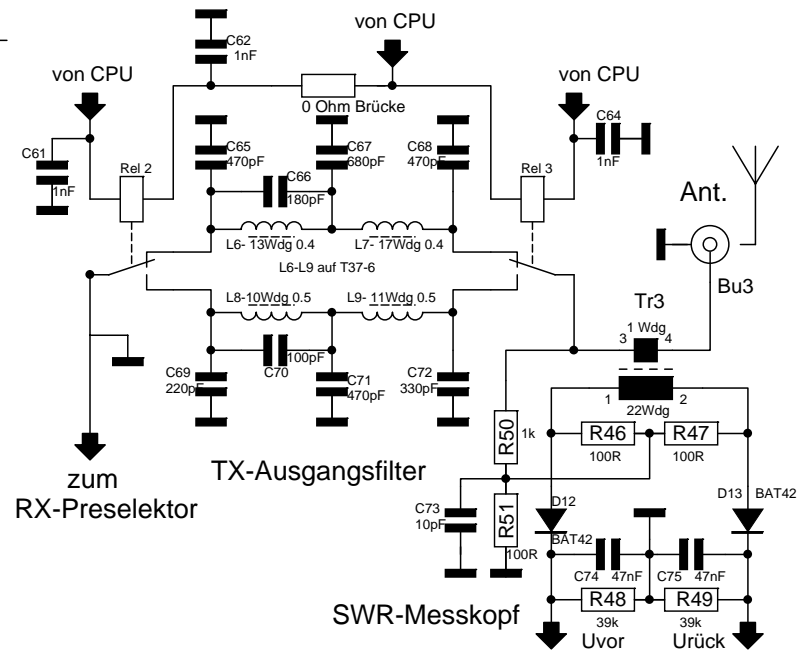 C62
1nF
von CPU
von CPU
von CPU
0 Ohm Brücke
C61
1nF
Rel 2
C65
470pF
C67
680pF
C68
470pF
C64
1nF
Rel 3
C66
180pF
Ant.
L6- 13Wdg 0.4
L7- 17Wdg 0.4
L6-L9 auf T37-6
Bu3
L8-10Wdg 0.5
L9- 11Wdg 0.5
Tr3
1 Wdg
3
4
C69
220pF
C70
100pF
C71
470pF
C72
330pF
1
2
22Wdg
R50
1k
R46
100R
R47
100R
zum
RX-Preselektor
TX-Ausgangsfilter
C73
10pF
R51
100R
D12
BAT42
D13
BAT42
C74
47nF
C75
47nF
SWR-Messkopf
R48
39k
R49
39k
Uvor
Urück